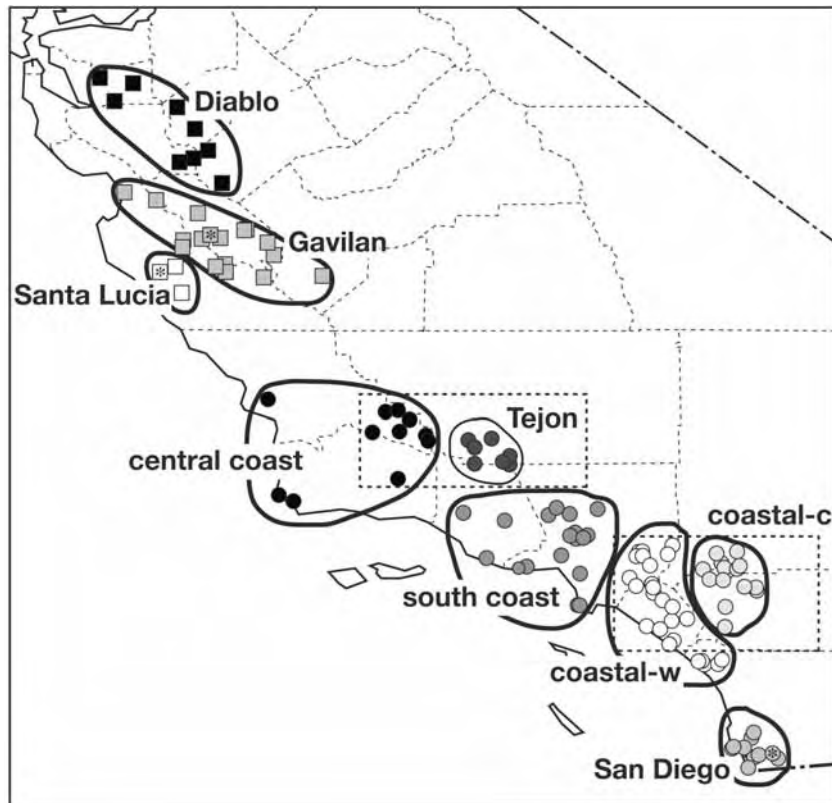 Diablo
Gavilan
Santa Lucia
Tejon
central coast
coastal-c
south coast
coastal-w
San Diego